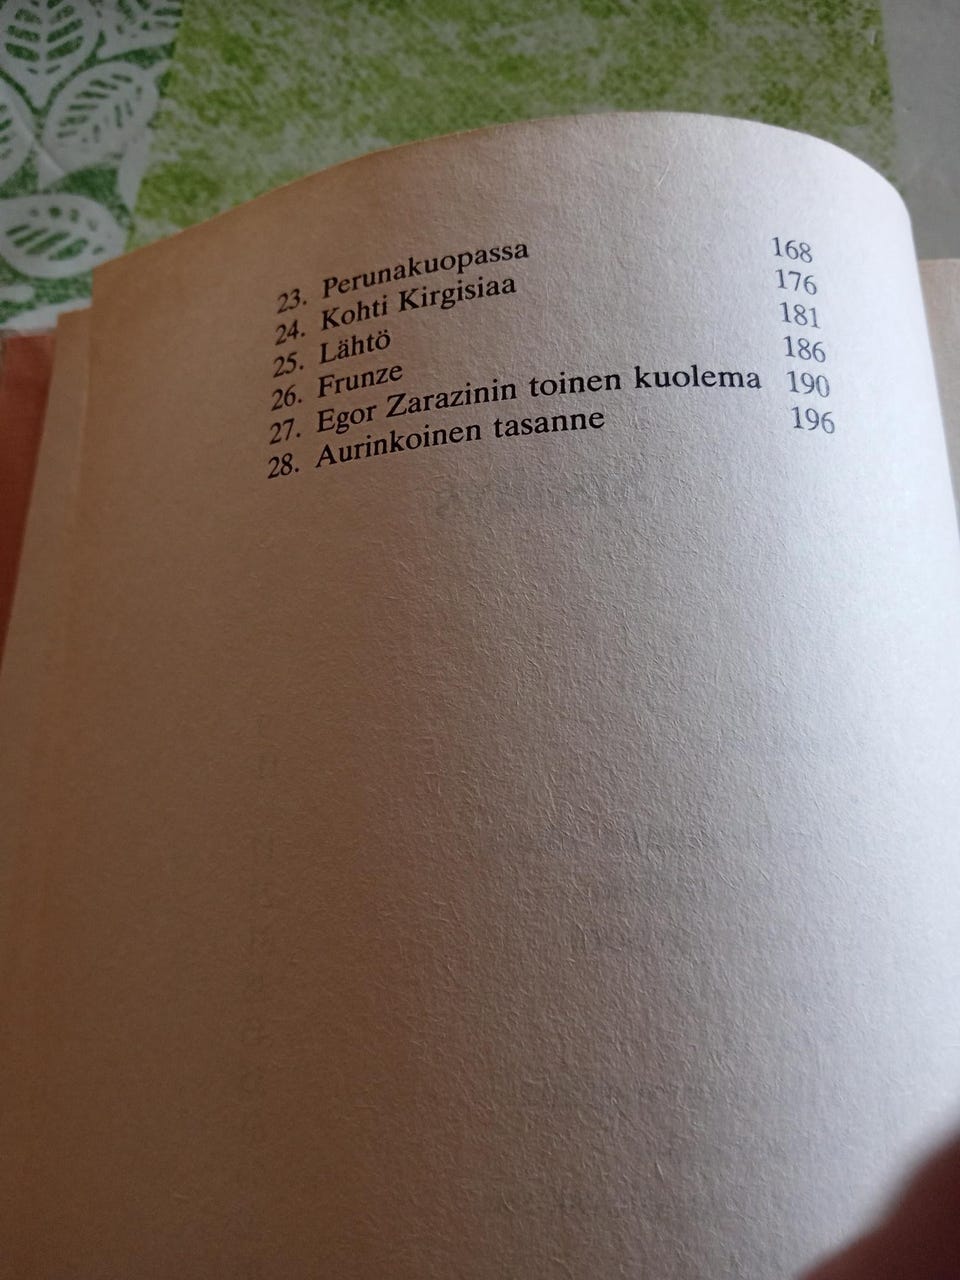 23. Perunakuopassa 168
24. Kohti Kirgisiaa 176
25. Lähtö 181
26. Frunze 186
27. Egor Zarazinin toinen kuolema 190
28. Aurinkoinen tasanne 196